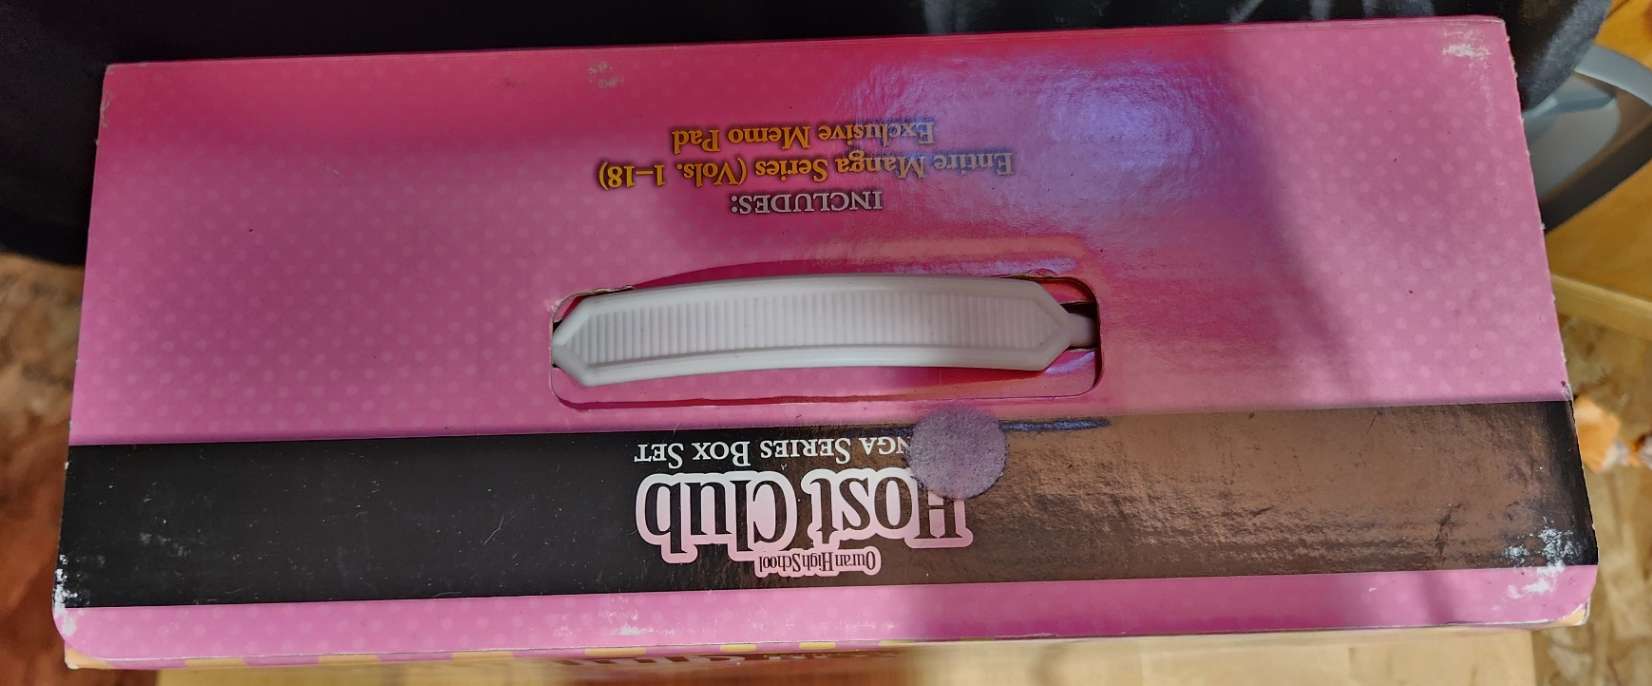 Ouran High School
Host Club
NGA SERIES BOX SET
INCLUDES:
Entire Manga Series (Vols. 1–18)
Exclusive Memo Pad